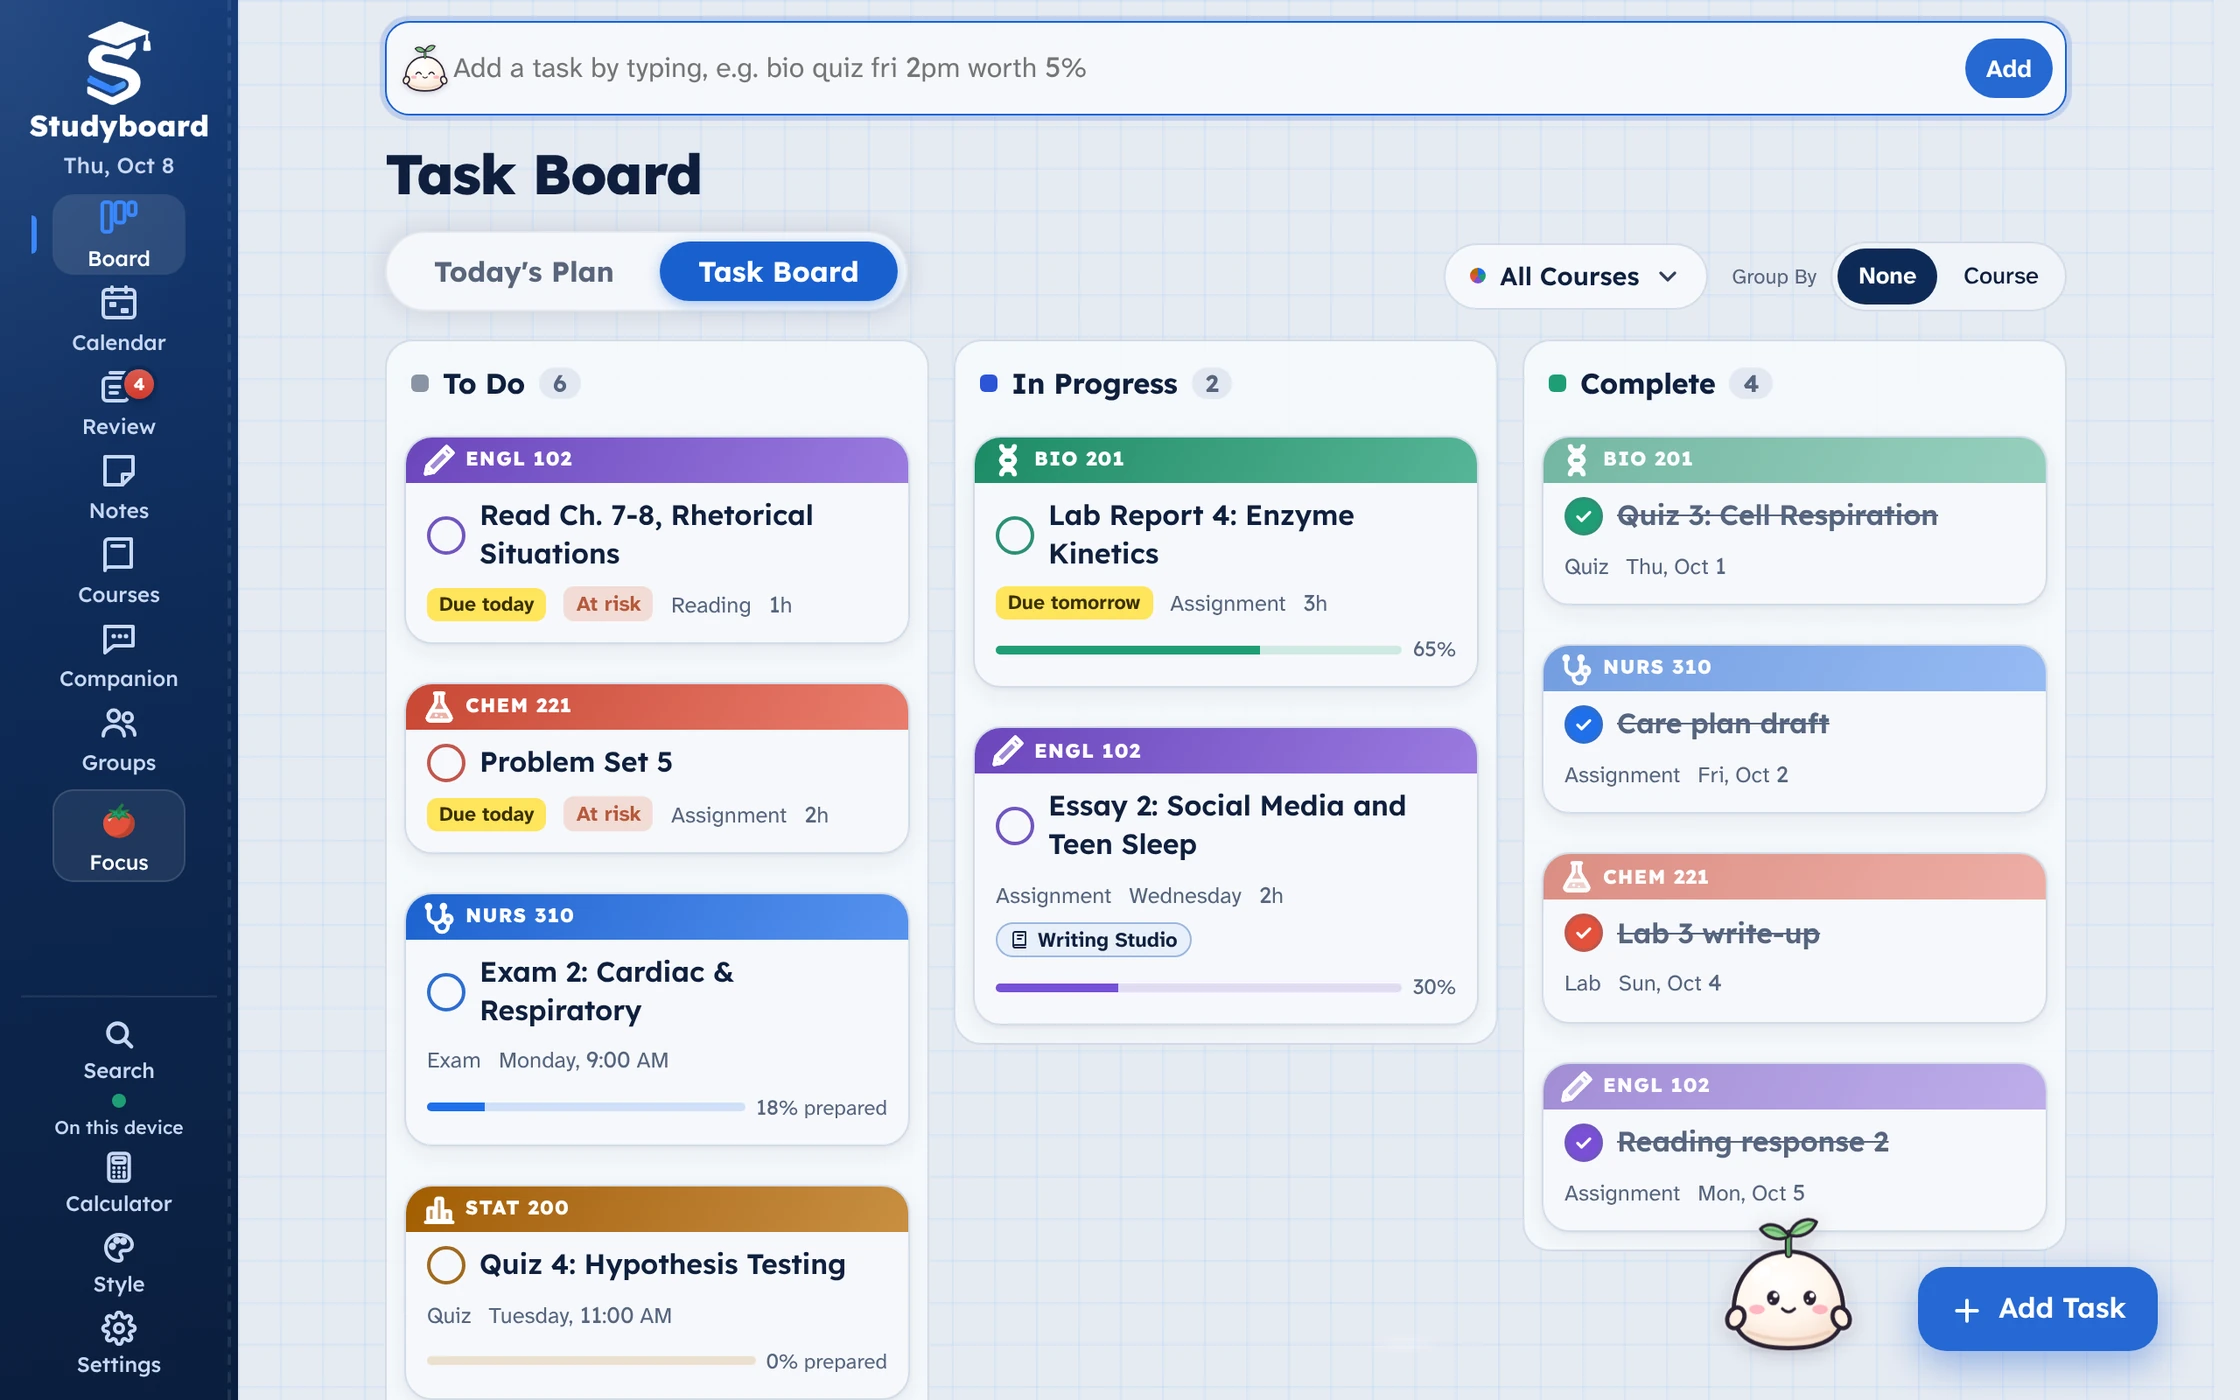 Studyboard
Thu, Oct 8
Board
Calendar
4
Review
Notes
Courses
Companion
Groups
Focus
Search
On this device
Calculator
Style
Settings
Add a task by typing, e.g. bio quiz fri 2pm worth 5%
Add
Task Board
Today's Plan
Task Board
All Courses
Group By
None
Course
To Do 6
ENGL 102
Read Ch. 7-8, Rhetorical
Situations
Due today At risk Reading 1h
CHEM 221
Problem Set 5
Due today At risk Assignment 2h
NURS 310
Exam 2: Cardiac &
Respiratory
Exam Monday, 9:00 AM
18% prepared
STAT 200
Quiz 4: Hypothesis Testing
Quiz Tuesday, 11:00 AM
0% prepared
In Progress 2
BIO 201
Lab Report 4: Enzyme
Kinetics
Due tomorrow Assignment 3h
65%
ENGL 102
Essay 2: Social Media and
Teen Sleep
Assignment Wednesday 2h
Writing Studio
30%
Complete 4
BIO 201
Quiz 3: Cell Respiration
Quiz Thu, Oct 1
NURS 310
Care plan draft
Assignment Fri, Oct 2
CHEM 221
Lab 3 write-up
Lab Sun, Oct 4
ENGL 102
Reading response 2
Assignment Mon, Oct 5
+ Add Task